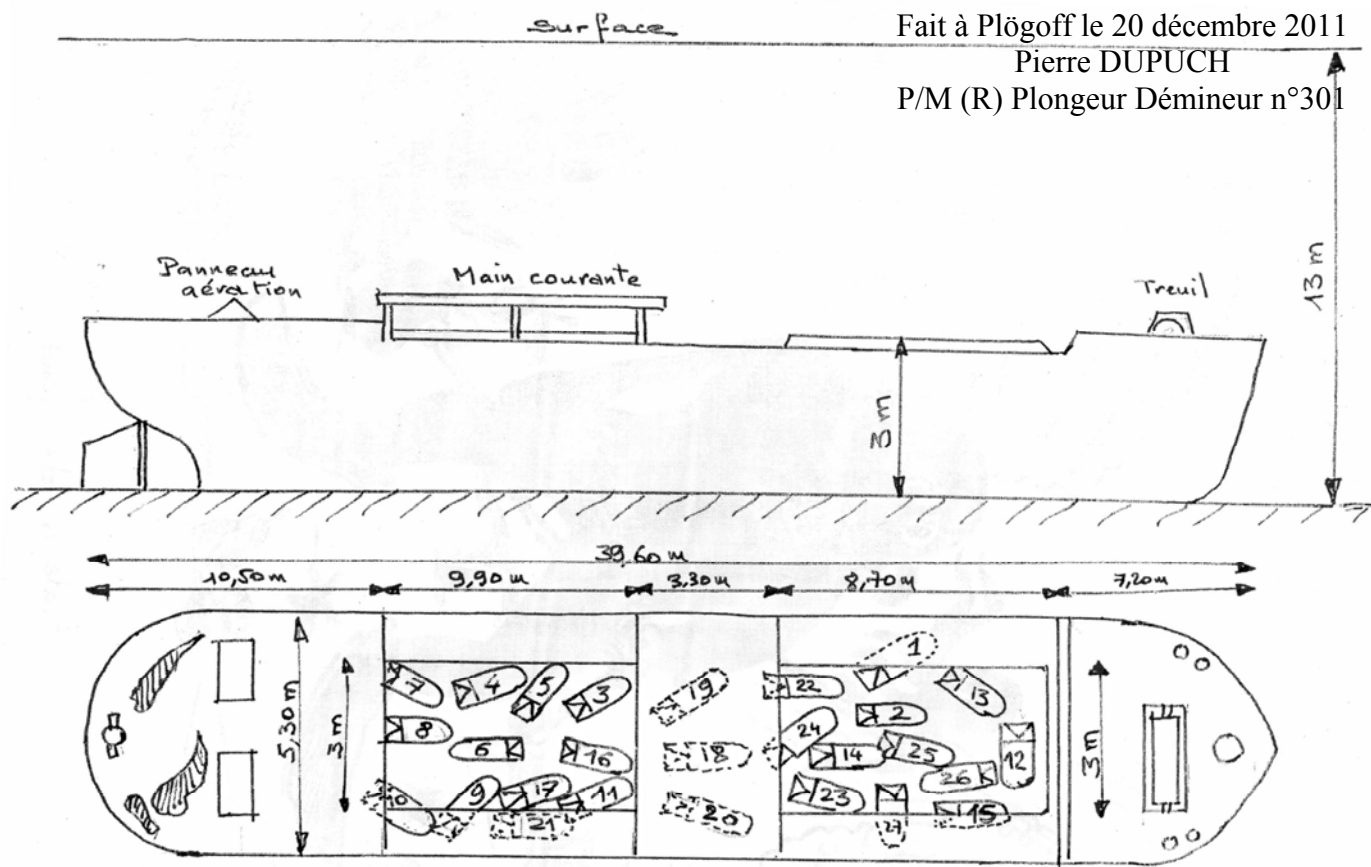 Surface
Fait à Plögoff le 20 décembre 2011
Pierre DUPUCH
P/M (R) Plongeur Démineur n°301
13 m
Panneau
aération
Main courante
Treuil
3 m
39,60 m
10,50 m
9,90 m
3,30 m
8,70 m
7,20 m
5,30 m
3 m
3 m
1
7
4
5
3
19
22
13
8
2
24
6
16
18
14
25
12
26
10
9
17
11
21
20
23
27
15